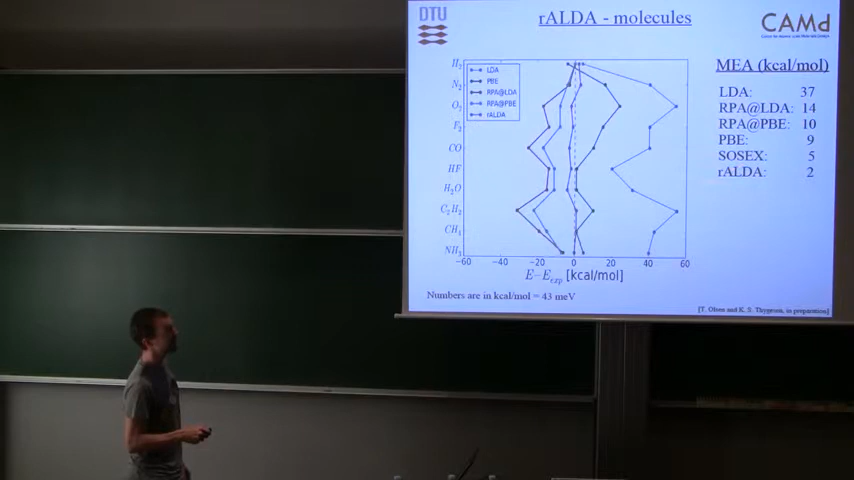 DTU
rALDA - molecules
CAMd
H2
N2
O2
F2
CO
HF
H2O
C2H2
CH4
NH3
LDA
PBE
RPA@LDA
RPA@PBE
rALDA
−60
−40
−20
0
20
40
60
E−Eexp [kcal/mol]
MEA (kcal/mol)
LDA: 37
RPA@LDA: 14
RPA@PBE: 10
PBE: 9
SOSEX: 5
rALDA: 2
Numbers are in kcal/mol = 43 meV
[T. Olsen and K. S. Thygesen, in preparation]